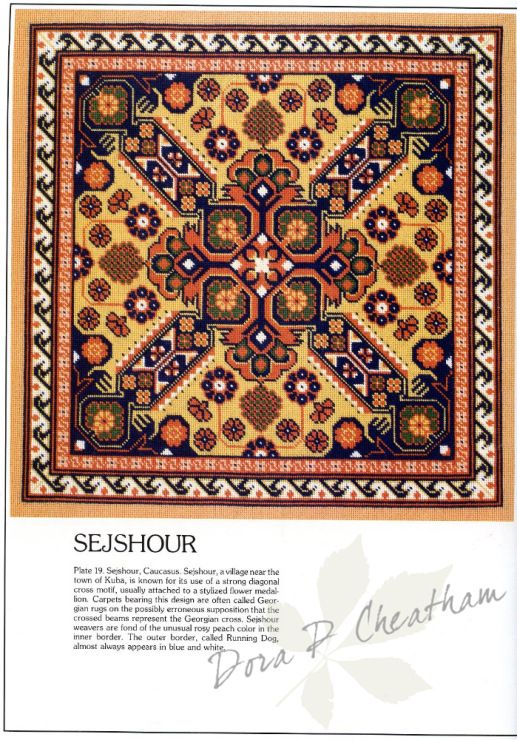 SEJSHOUR
Plate 19. Sejshour, Caucasus. Sejshour, a village near the
town of Kuba, is known for its use of a strong diagonal
cross motif, usually attached to a stylized flower medal-
lion. Carpets bearing this design are often called Geor-
gian rugs on the possibly erroneous supposition that the
crossed beams represent the Georgian cross. Sejshour
weavers are fond of the unusual rosy peach color in the
inner border. The outer border, called Running Dog,
almost always appears in blue and white.
Dora P Cheatham